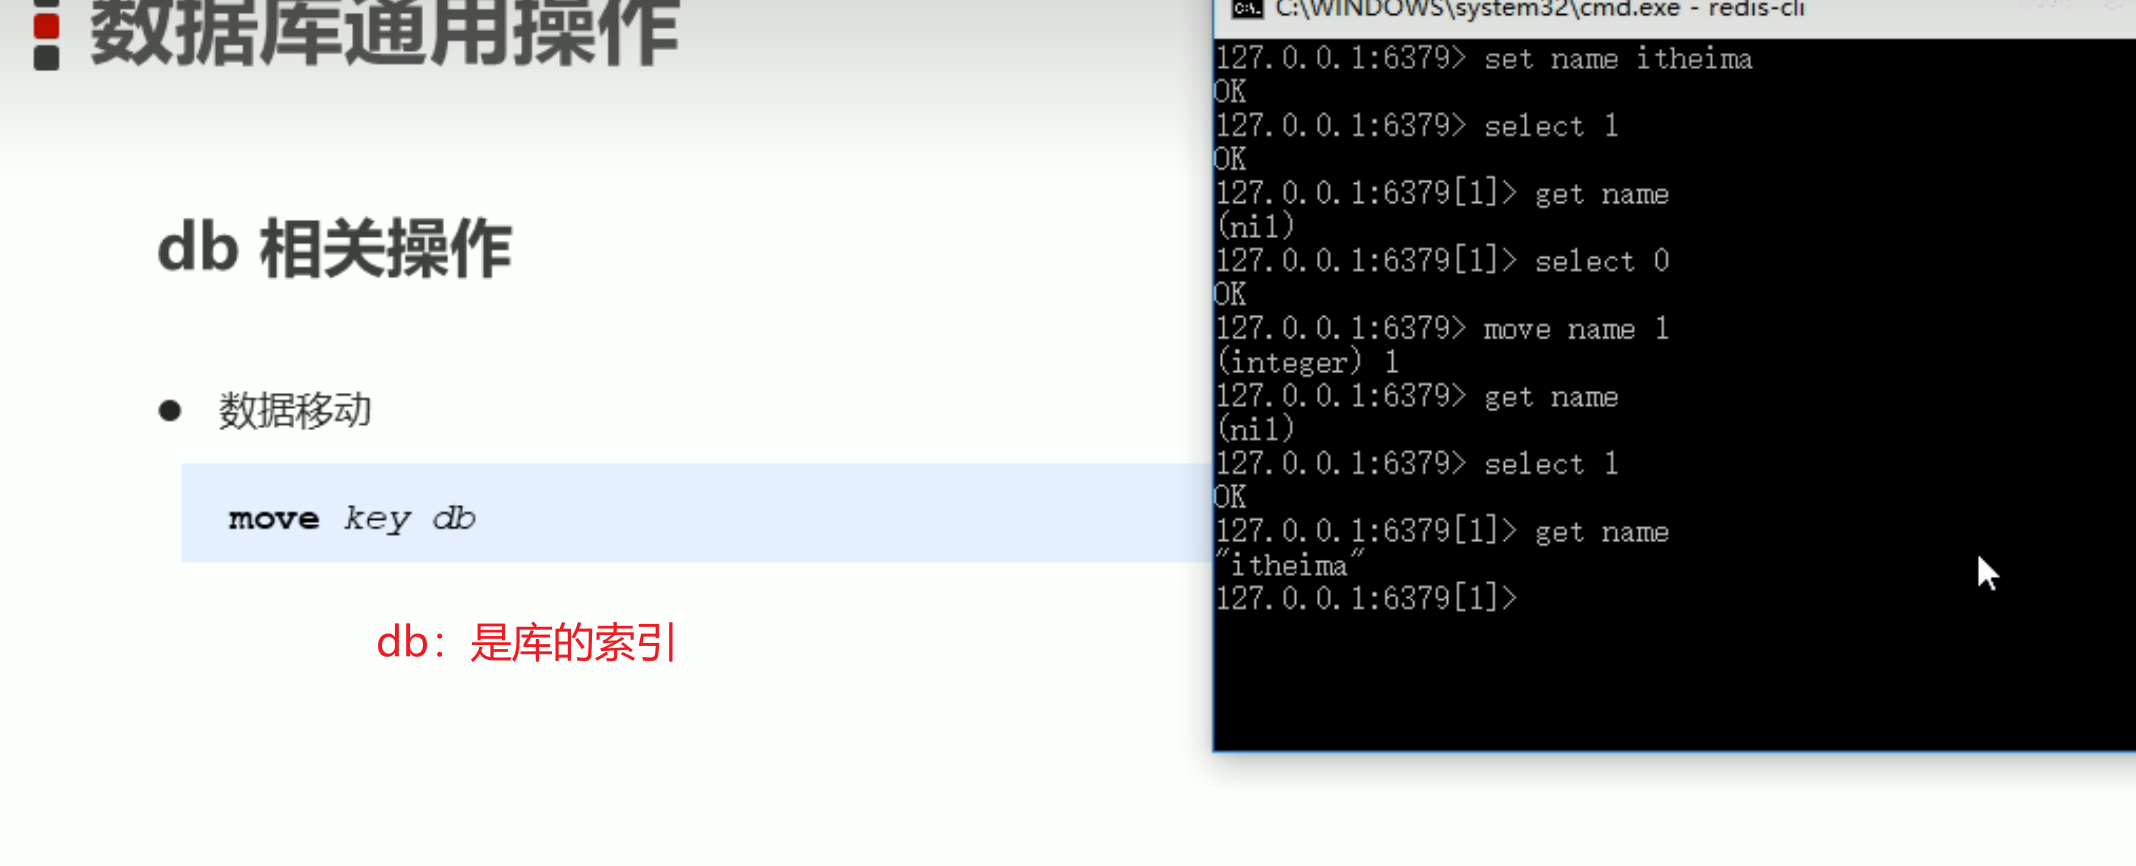 数据库通用操作
db 相关操作
数据移动
move key db
db：是库的索引
C:\WINDOWS\system32\cmd.exe - redis-cli
127.0.0.1:6379> set name itheima
OK
127.0.0.1:6379> select 1
OK
127.0.0.1:6379[1]> get name
(nil)
127.0.0.1:6379[1]> select 0
OK
127.0.0.1:6379> move name 1
(integer) 1
127.0.0.1:6379> get name
(nil)
127.0.0.1:6379> select 1
OK
127.0.0.1:6379[1]> get name
"itheima"
127.0.0.1:6379[1]>